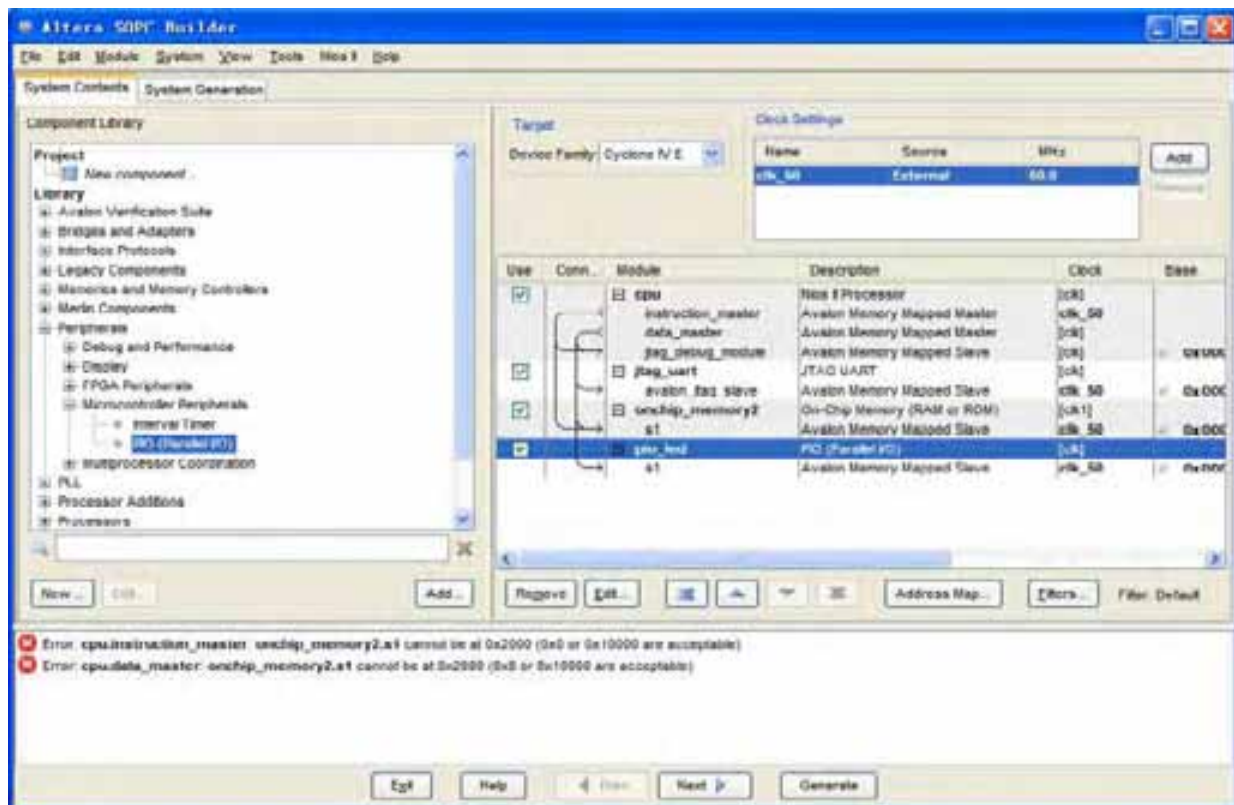 Altera SOPC Builder
File Edit Module System View Tools Nios II Help
System Contents System Generation
Component Library
Project
New component...
Library
Avalon Verification Suite
Bridges and Adapters
Interface Protocols
Legacy Components
Memories and Memory Controllers
Merlin Components
Peripherals
Debug and Performance
Display
FPGA Peripherals
Microcontroller Peripherals
Interval Timer
PIO (Parallel I/O)
Multiprocessor Coordination
PLL
Processor Additions
Processors
New... Edit... Add...
Target
Device Family: Cyclone IV E
Clock Settings
Name Source MHz
clk_50 External 50.0
Add
Use Conn... Module Description Clock Base
cpu Nios II Processor [clk]
instruction_master Avalon Memory Mapped Master clk_50
data_master Avalon Memory Mapped Master [clk]
jtag_debug_module Avalon Memory Mapped Slave [clk] 0x000
jtag_uart JTAG UART [clk]
avalon_jtag_slave Avalon Memory Mapped Slave clk_50 0x000
onchip_memory2 On-Chip Memory (RAM or ROM) [clk1]
s1 Avalon Memory Mapped Slave clk_50 0x000
PIO (Parallel I/O) [clk]
s1 Avalon Memory Mapped Slave clk_50 0x000
Remove Edit... Address Map... Filters... Filter: Default
Error: cpu.instruction_master: onchip_memory2.s1 cannot be at 0x2000 (0x0 or 0x10000 are acceptable)
Error: cpu.data_master: onchip_memory2.s1 cannot be at 0x2000 (0x0 or 0x10000 are acceptable)
Exit Help Prev Next Generate